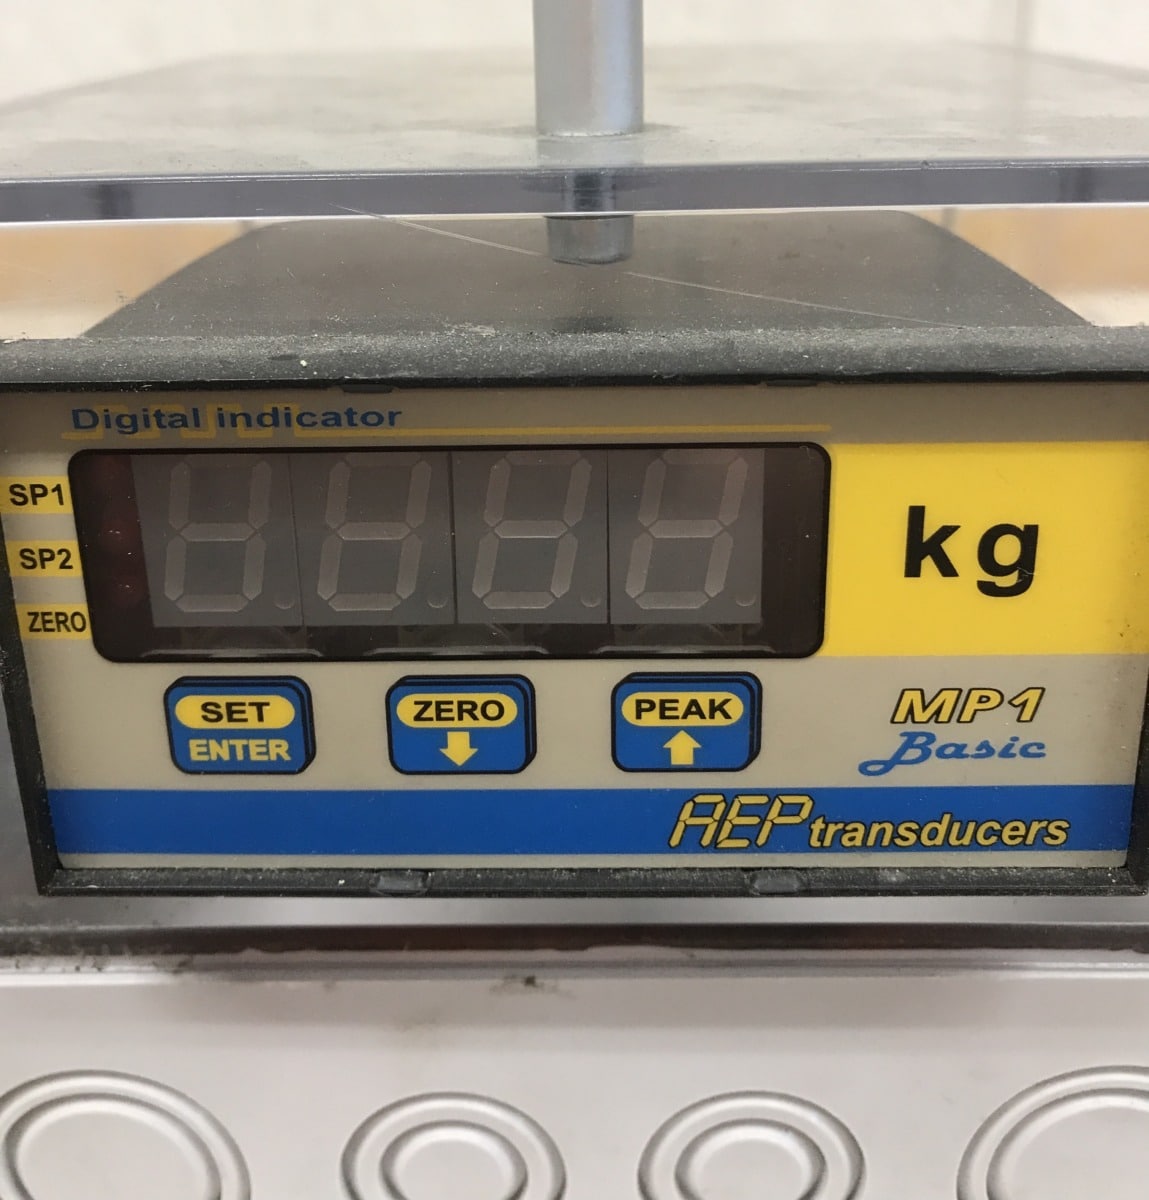 Digital indicator
SP1
SP2
ZERO
kg
SET
ENTER
ZERO
PEAK
MP1
Basic
AEP transducers